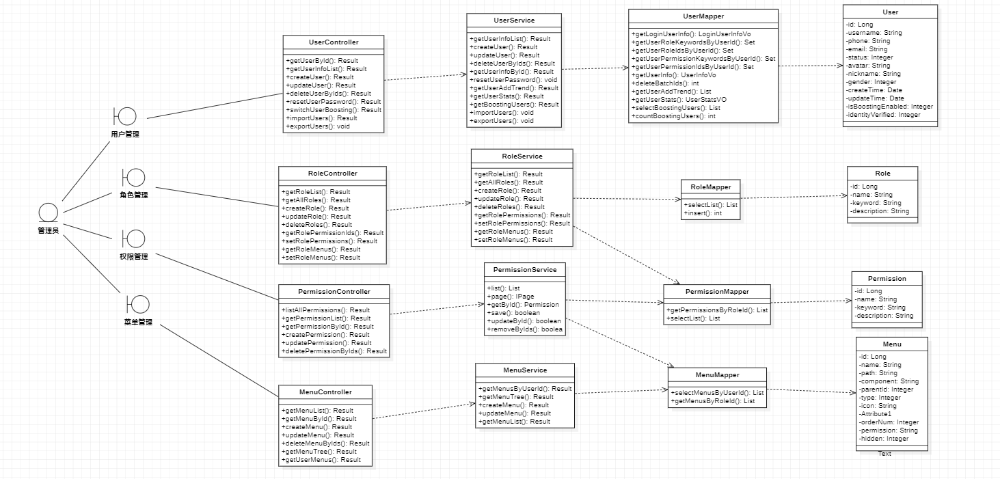 管理员
用户管理
角色管理
权限管理
菜单管理
UserController
+getUserById(): Result
+getUserInfoList(): Result
+createUser(): Result
+updateUser(): Result
+deleteUserByIds(): Result
+resetUserPassword(): Result
+switchUserBoosting(): Result
+importUsers(): Result
+exportUsers(): void
UserService
+getUserInfoList(): Result
+createUser(): Result
+updateUser(): Result
+deleteUserByIds(): Result
+getUserInfoById(): Result
+resetUserPassword(): void
+getUserAddTrend(): Result
+getUserStats(): Result
+getBoostingUsers(): Result
+importUsers(): void
+exportUsers(): void
UserMapper
+getLoginUserInfo(): LoginUserInfoVo
+getUserRoleKeywordsByUserId(): Set
+getUserRoleIdsByUserId(): Set
+getUserPermissionKeywordsByUserId(): Set
+getUserPermissionIdsByUserId(): Set
+getUserInfo(): UserInfoVo
+deleteBatchIds(): int
+getUserAddTrend(): List
+getUserStats(): UserStatsVO
+selectBoostingUsers(): List
+countBoostingUsers(): int
User
-id: Long
-username: String
-phone: String
-email: String
-status: Integer
-avatar: String
-nickname: String
-gender: Integer
-createTime: Date
-updateTime: Date
-isBoostingEnabled: Integer
-identityVerified: Integer
RoleController
+getRoleList(): Result
+getAllRoles(): Result
+createRole(): Result
+updateRole(): Result
+deleteRoles(): Result
+getRolePermissionIds(): Result
+setRolePermissions(): Result
+getRoleMenus(): Result
+setRoleMenus(): Result
RoleService
+getRoleList(): Result
+getAllRoles(): Result
+createRole(): Result
+updateRole(): Result
+deleteRoles(): Result
+getRolePermissions(): Result
+setRolePermissions(): Result
+getRoleMenus(): Result
+setRoleMenus(): Result
RoleMapper
+selectList(): List
+insert(): int
Role
-id: Long
-name: String
-keyword: String
-description: String
PermissionController
+listAllPermissions(): Result
+getPermissionList(): Result
+getPermissionById(): Result
+createPermission(): Result
+updatePermission(): Result
+deletePermissionByIds(): Result
PermissionService
+list(): List
+page(): IPage
+getById(): Permission
+save(): boolean
+updateById(): boolean
+removeByIds(): boolea
PermissionMapper
+getPermissionsByRoleId(): List
+selectList(): List
Permission
-id: Long
-name: String
-keyword: String
-description: String
MenuController
+getMenuList(): Result
+getMenuById(): Result
+createMenu(): Result
+updateMenu(): Result
+deleteMenuByIds(): Result
+getMenuTree(): Result
+getUserMenus(): Result
MenuService
+getMenusByUserId(): Result
+getMenuTree(): Result
+createMenu(): Result
+updateMenu(): Result
+getMenuList(): Result
MenuMapper
+selectMenusByUserId(): List
+getMenusByRoleId(): List
Menu
-id: Long
-name: String
-path: String
-component: String
-parentId: Integer
-type: Integer
-icon: String
-Attribute1
-orderNum: Integer
-permission: String
-hidden: Integer
Text